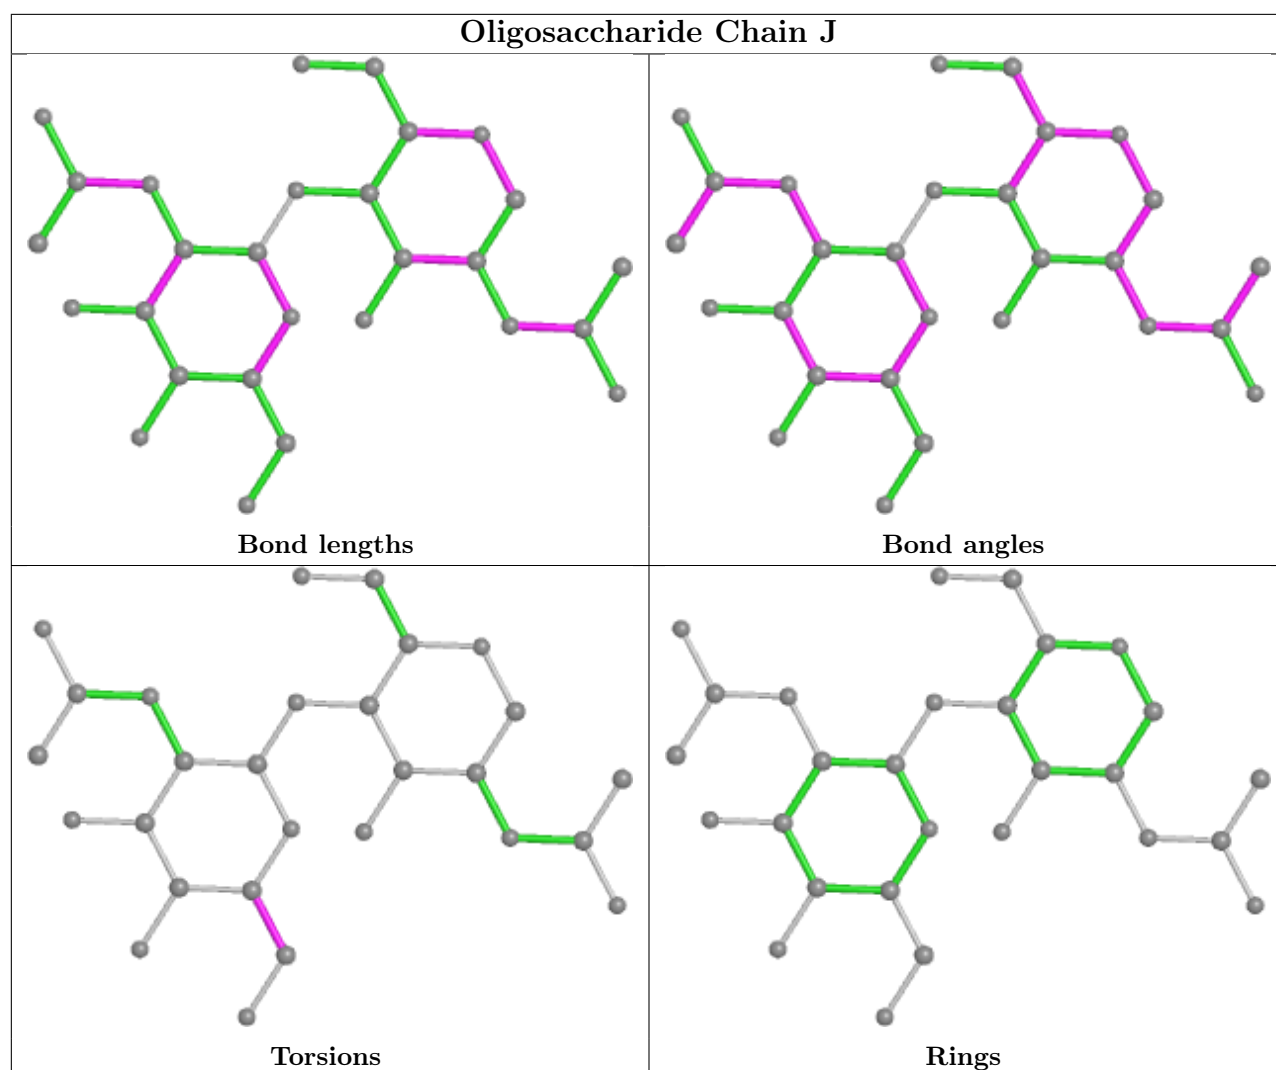 Oligosaccharide Chain J
Bond lengths
Bond angles
Torsions
Rings